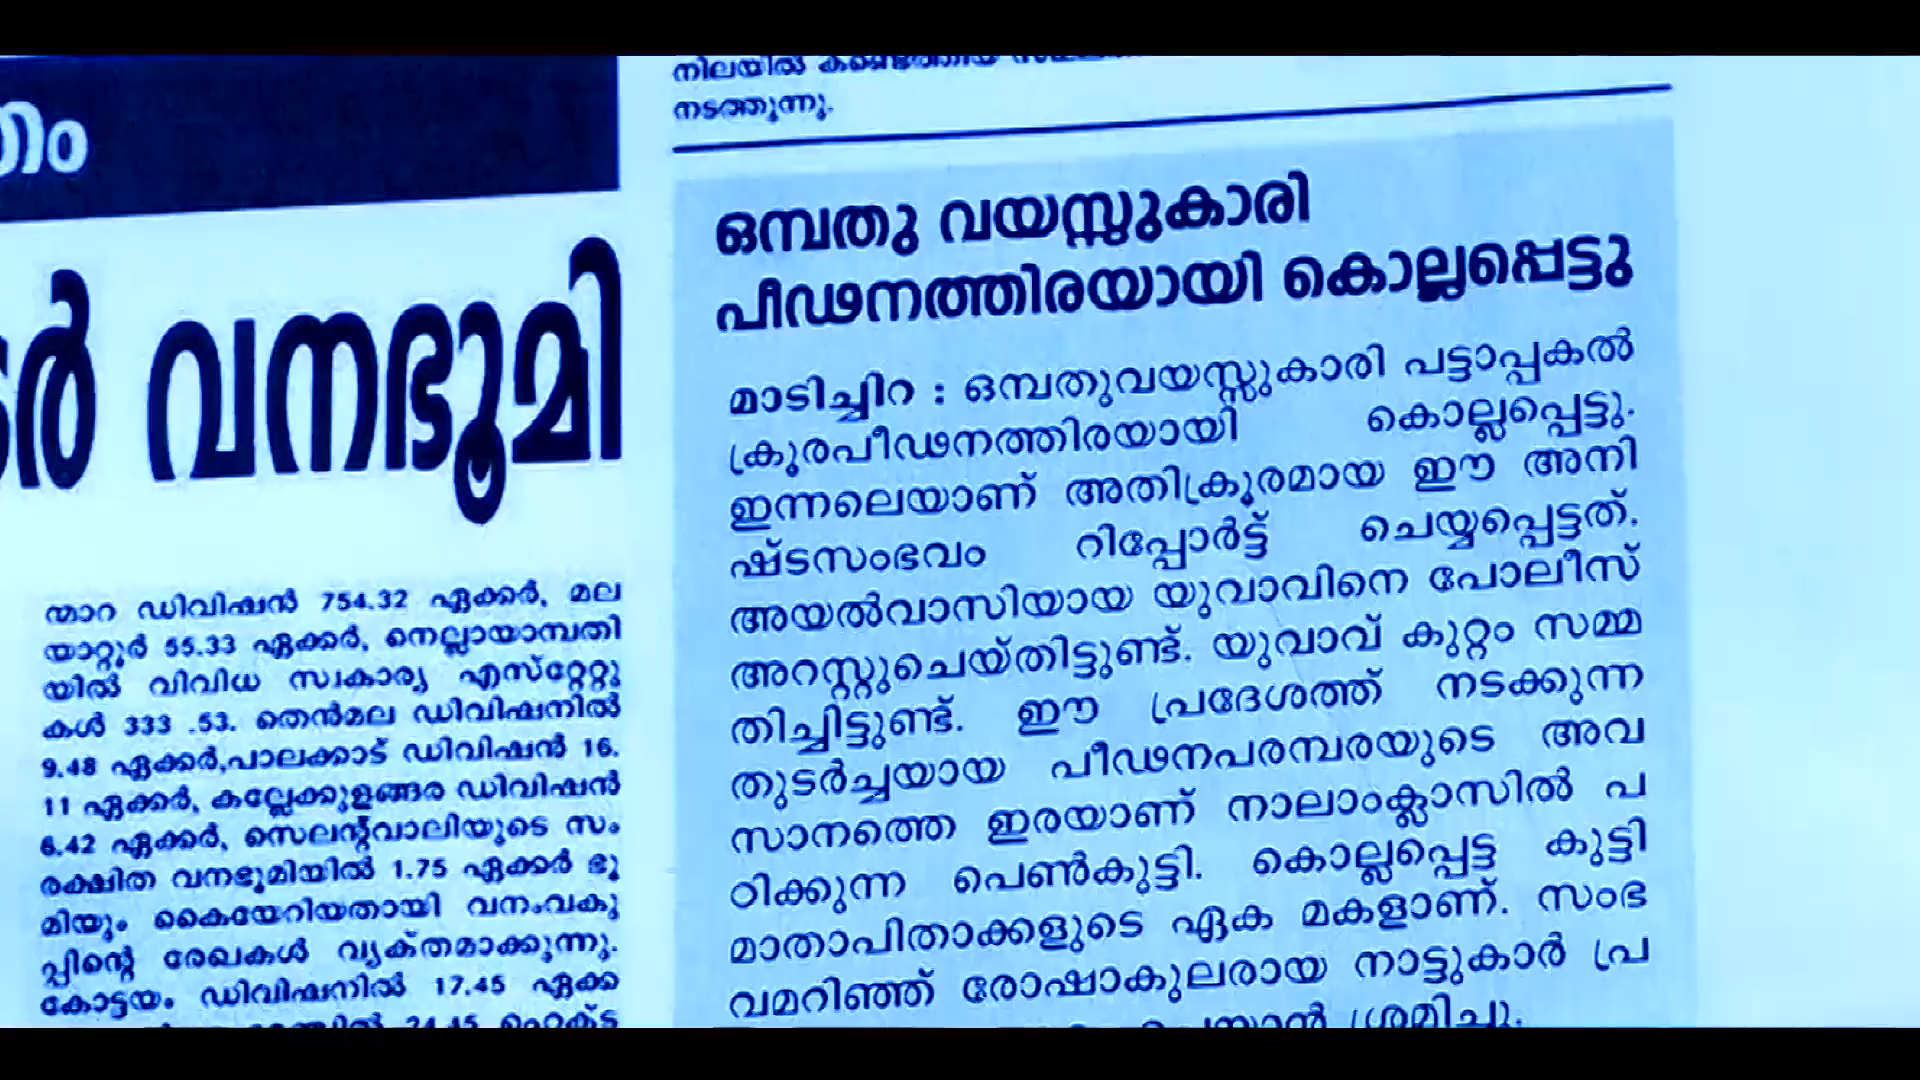 ർ വനഭൂമി
ന്മാറ ഡിവിഷൻ 754.32 ഏക്കർ, മല
യാറ്റൂർ 55.33 ഏക്കർ, നെല്ലായാമ്പതി
യിൽ വിവിധ സ്വകാര്യ എസ്റ്റേറ്റു
കൾ 333 .53. തെൻമല ഡിവിഷനിൽ
9.48 ഏക്കർ,പാലക്കാട് ഡിവിഷൻ 16.
11 ഏക്കർ, കല്ലേക്കുളങ്ങര ഡിവിഷൻ
6.42 ഏക്കർ, സൈലന്റ്‌വാലിയുടെ സം
രക്ഷിത വനഭൂമിയിൽ 1.75 ഏക്കർ ഭൂ
മിയും കൈയേറിയതായി വനംവകു
പ്പിന്റെ രേഖകൾ വ്യക്തമാക്കുന്നു.
കോട്ടയം ഡിവിഷനിൽ 17.45 ഏക്ക
നിലയിൽ
നടത്തുന്നു.
ഒമ്പതു വയസ്സുകാരി
പീഢനത്തിരയായി കൊല്ലപ്പെട്ടു
മാടിച്ചിറ : ഒമ്പതുവയസ്സുകാരി പട്ടാപ്പകൽ
ക്രൂരപീഢനത്തിരയായി കൊല്ലപ്പെട്ടു.
ഇന്നലെയാണ് അതിക്രൂരമായ ഈ അനി
ഷ്ടസംഭവം റിപ്പോർട്ട് ചെയ്യപ്പെട്ടത്.
അയൽവാസിയായ യുവാവിനെ പോലീസ്
അറസ്റ്റുചെയ്തിട്ടുണ്ട്. യുവാവ് കുറ്റം സമ്മ
തിച്ചിട്ടുണ്ട്. ഈ പ്രദേശത്ത് നടക്കുന്ന
തുടർച്ചയായ പീഢനപരമ്പരയുടെ അവ
സാനത്തെ ഇരയാണ് നാലാംക്ലാസിൽ പ
ഠിക്കുന്ന പെൺകുട്ടി. കൊല്ലപ്പെട്ട കുട്ടി
മാതാപിതാക്കളുടെ ഏക മകളാണ്. സംഭ
വമറിഞ്ഞ് രോഷാകുലരായ നാട്ടുകാർ പ്ര
ശ്രമിച്ചു.